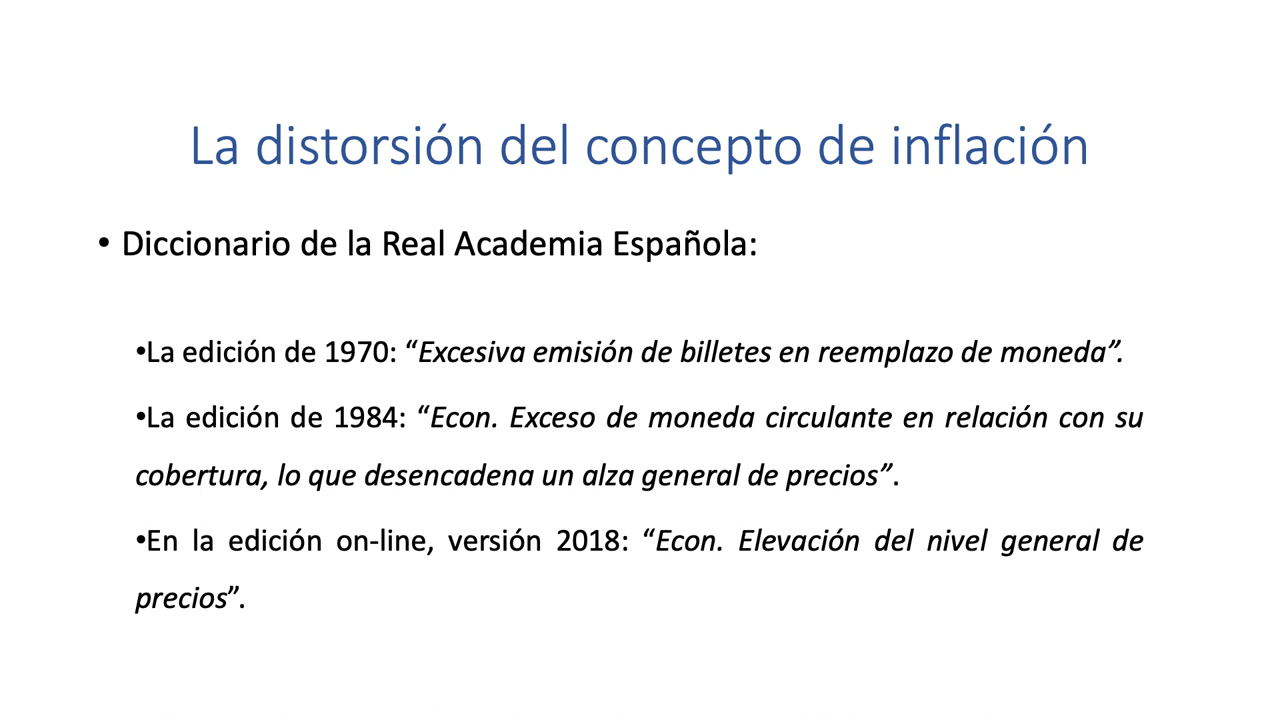 La distorsión del concepto de inflación
• Diccionario de la Real Academia Española:
•La edición de 1970: “Excesiva emisión de billetes en reemplazo de moneda”.
•La edición de 1984: “Econ. Exceso de moneda circulante en relación con su
cobertura, lo que desencadena un alza general de precios”.
•En la edición on-line, versión 2018: “Econ. Elevación del nivel general de
precios”.